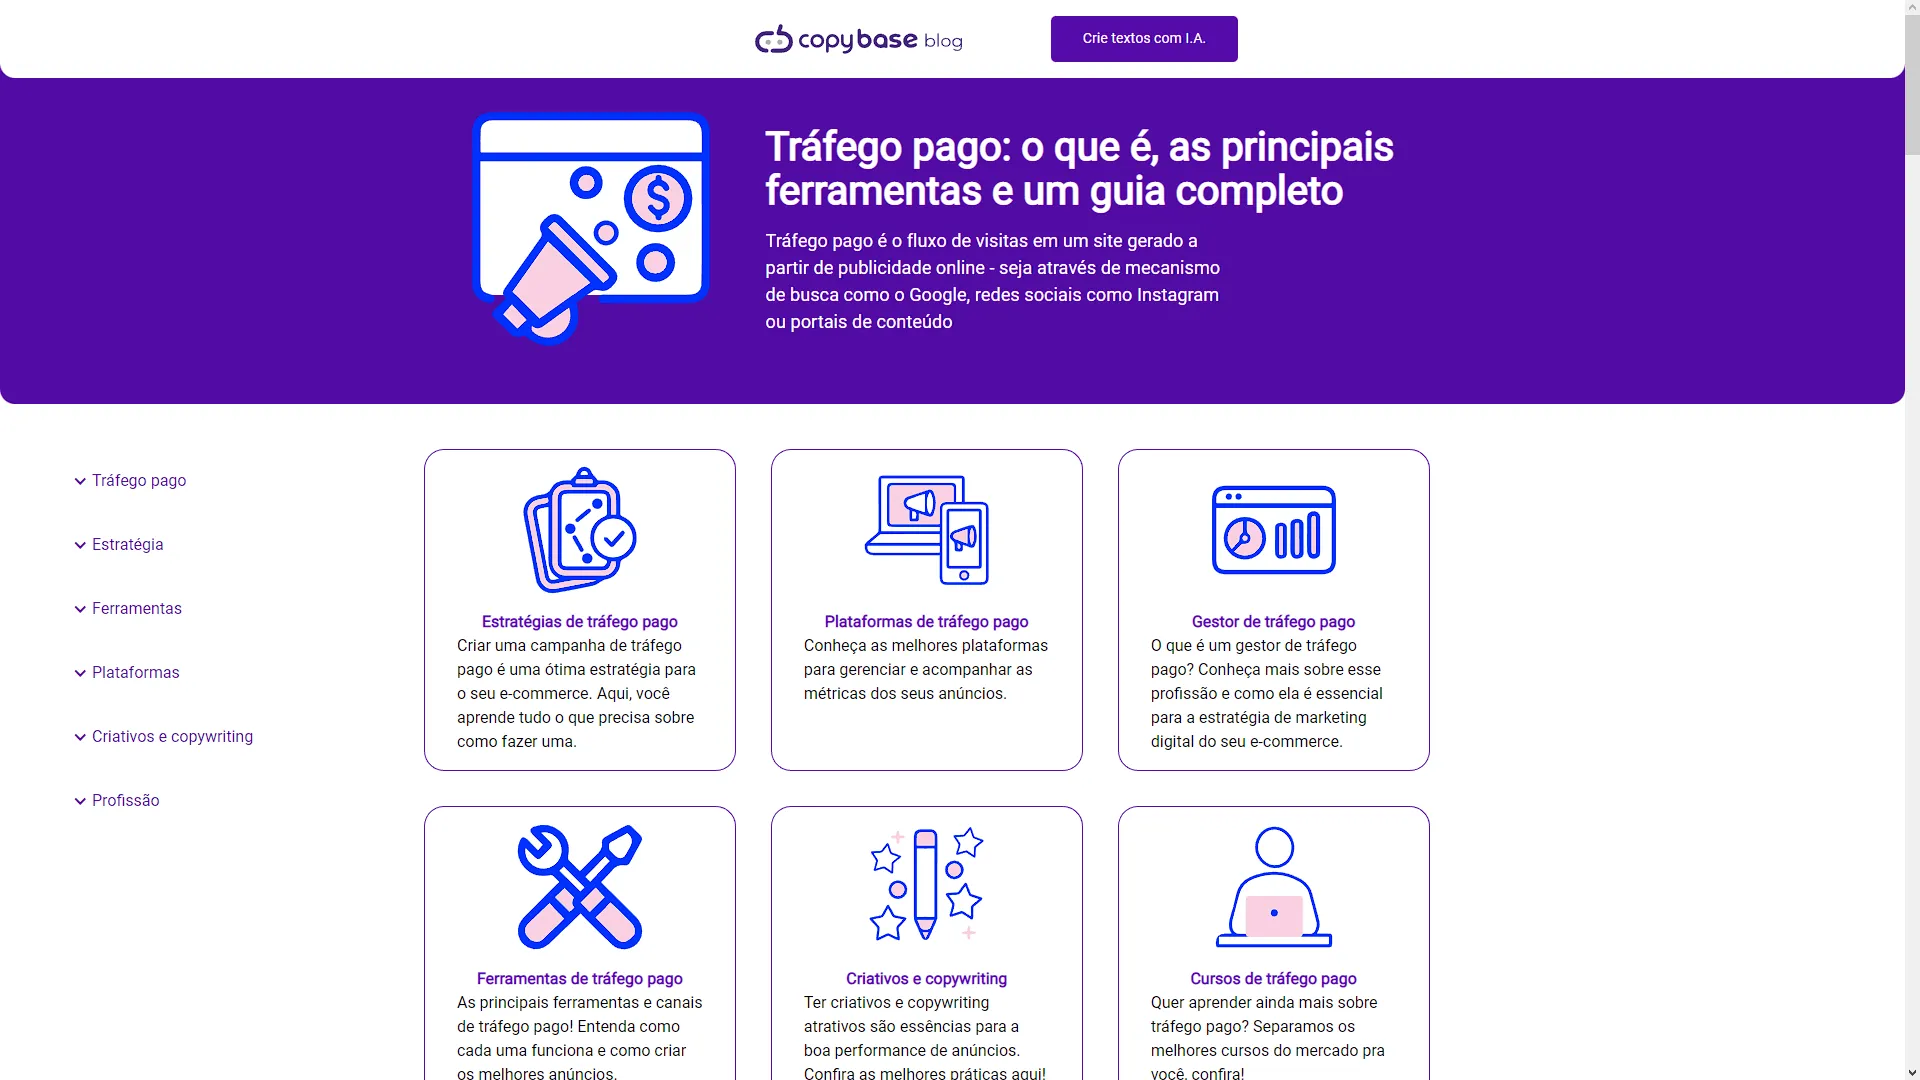 copybase blog
Crie textos com I.A.
Tráfego pago: o que é, as principais
ferramentas e um guia completo
Tráfego pago é o fluxo de visitas em um site gerado a
partir de publicidade online - seja através de mecanismo
de busca como o Google, redes sociais como Instagram
ou portais de conteúdo
Tráfego pago
Estratégia
Ferramentas
Plataformas
Criativos e copywriting
Profissão
$
Estratégias de tráfego pago
Criar uma campanha de tráfego
pago é uma ótima estratégia para
o seu e-commerce. Aqui, você
aprende tudo o que precisa sobre
como fazer uma.
Plataformas de tráfego pago
Conheça as melhores plataformas
para gerenciar e acompanhar as
métricas dos seus anúncios.
Gestor de tráfego pago
O que é um gestor de tráfego
pago? Conheça mais sobre esse
profissão e como ela é essencial
para a estratégia de marketing
digital do seu e-commerce.
Ferramentas de tráfego pago
As principais ferramentas e canais
de tráfego pago! Entenda como
cada uma funciona e como criar
os melhores anúncios.
Criativos e copywriting
Ter criativos e copywriting
atrativos são essências para a
boa performance de anúncios.
Confira as melhores práticas aqui!
Cursos de tráfego pago
Quer aprender ainda mais sobre
tráfego pago? Separamos os
melhores cursos do mercado pra
você, confira!